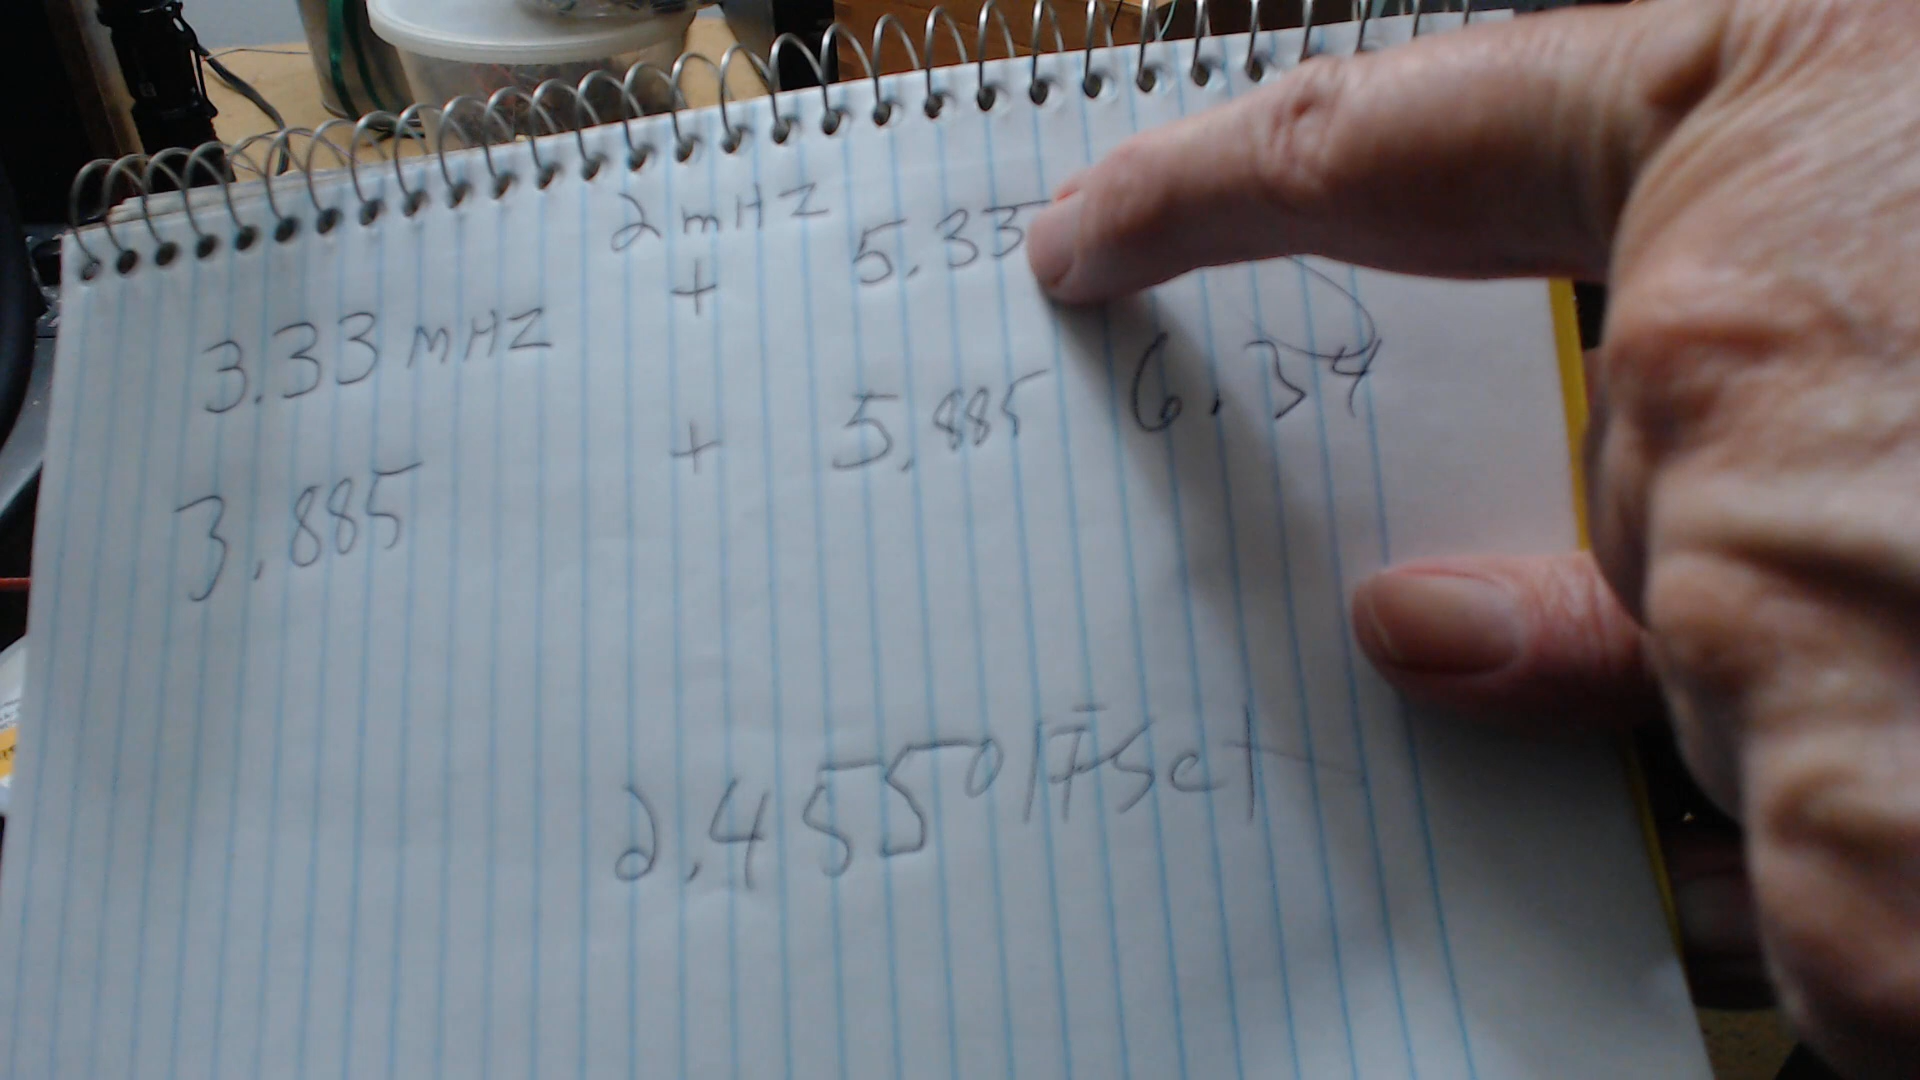 2 mHZ
3.33 mHZ + 5.33
3.885 + 5.885 6.34
2.455 offset